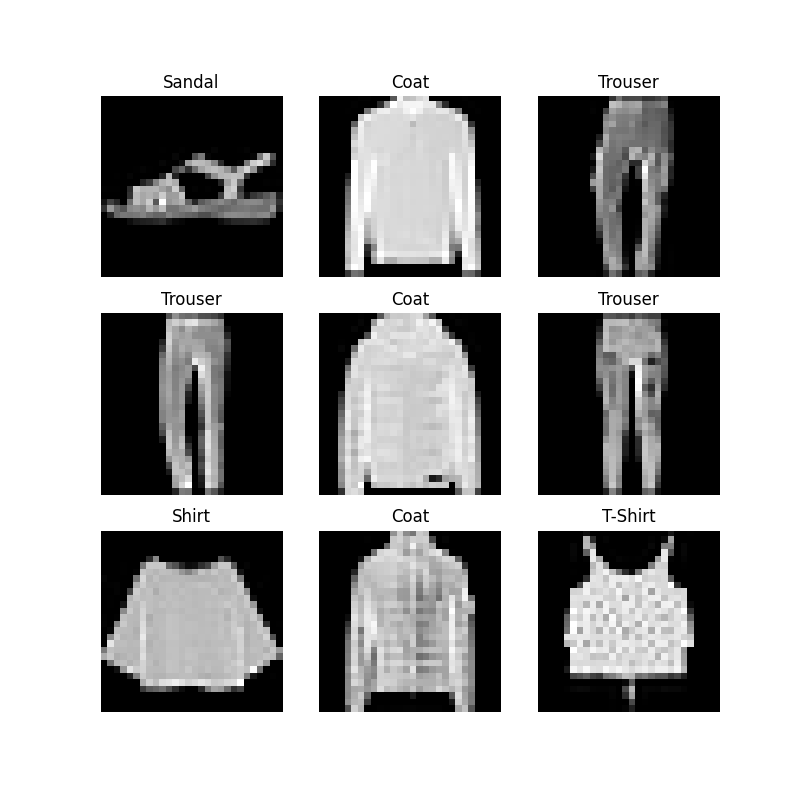 Sandal
Coat
Trouser
Trouser
Coat
Trouser
Shirt
Coat
T-Shirt